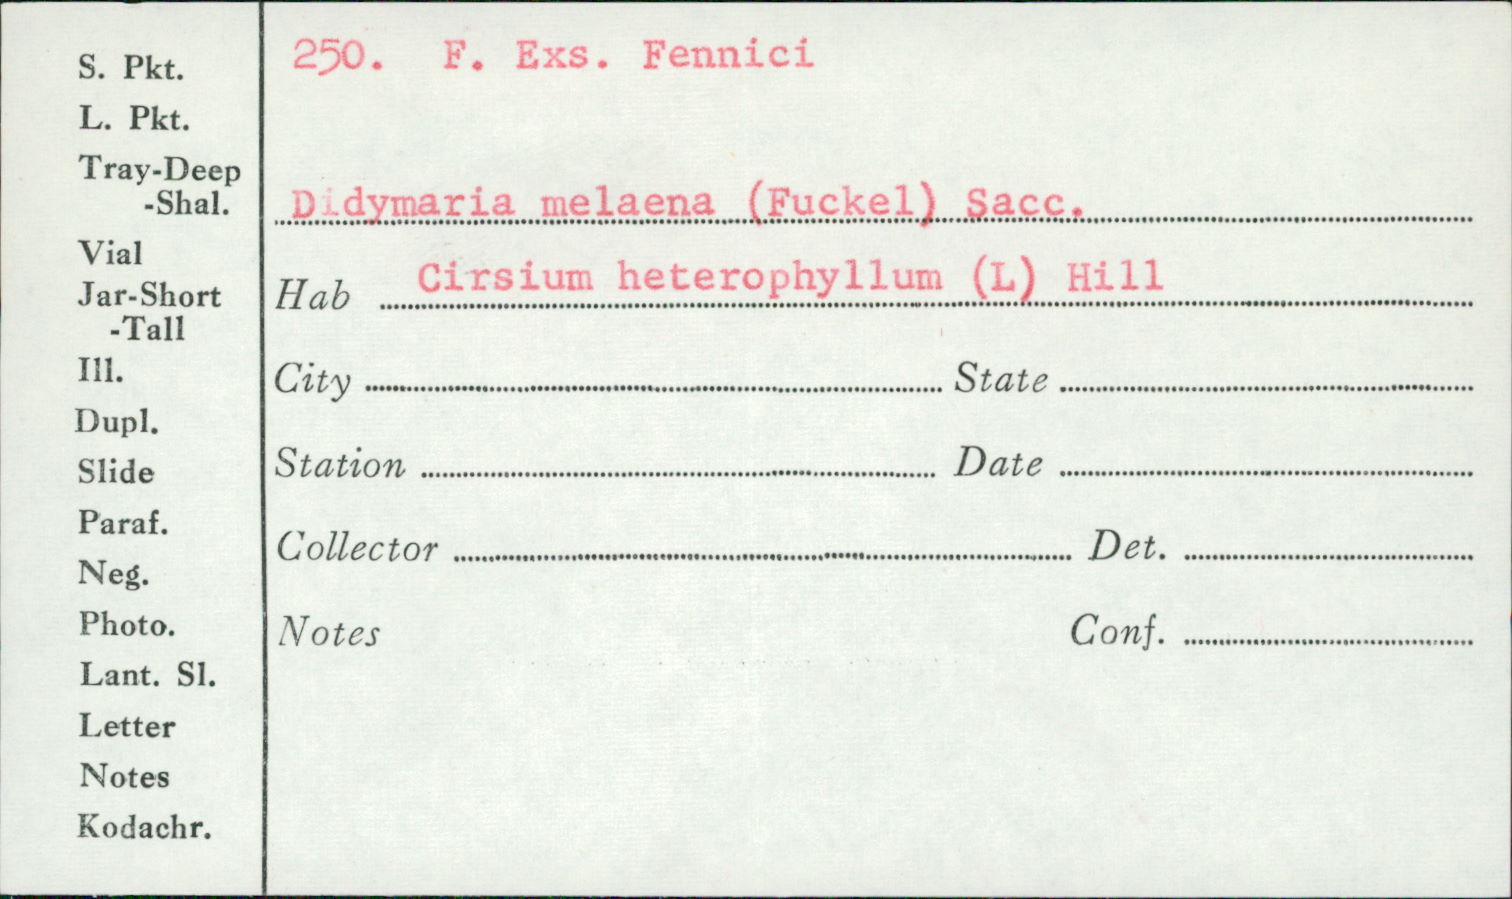 S. Pkt.
L. Pkt.
Tray-Deep
-Shal.
Vial
Jar-Short
-Tall
Ill.
Dupl.
Slide
Paraf.
Neg.
Photo.
Lant. Sl.
Letter
Notes
Kodachr.
250. F. Exs. Fennici
Didymaria melaena (Fuckel) Sacc.
Hab Cirsium heterophyllum (L) Hill
City State
Station Date
Collector Det.
Notes Conf.